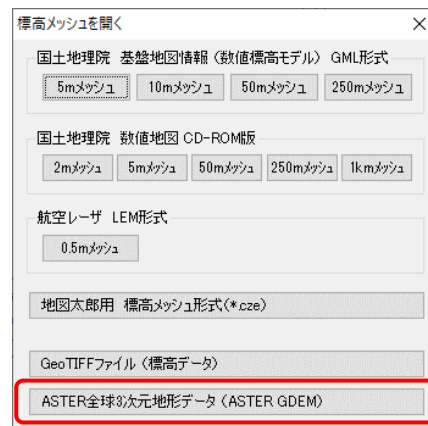 標高メッシュを開く
国土地理院 基盤地図情報（数値標高モデル） GML形式
5mメッシュ 10mメッシュ 50mメッシュ 250mメッシュ
国土地理院 数値地図 CD-ROM版
2mメッシュ 5mメッシュ 50mメッシュ 250mメッシュ 1kmメッシュ
航空レーザ LEM形式
0.5mメッシュ
地図太郎用 標高メッシュ形式(*.cze)
GeoTIFFファイル（標高データ）
ASTER全球3次元地形データ（ASTER GDEM）